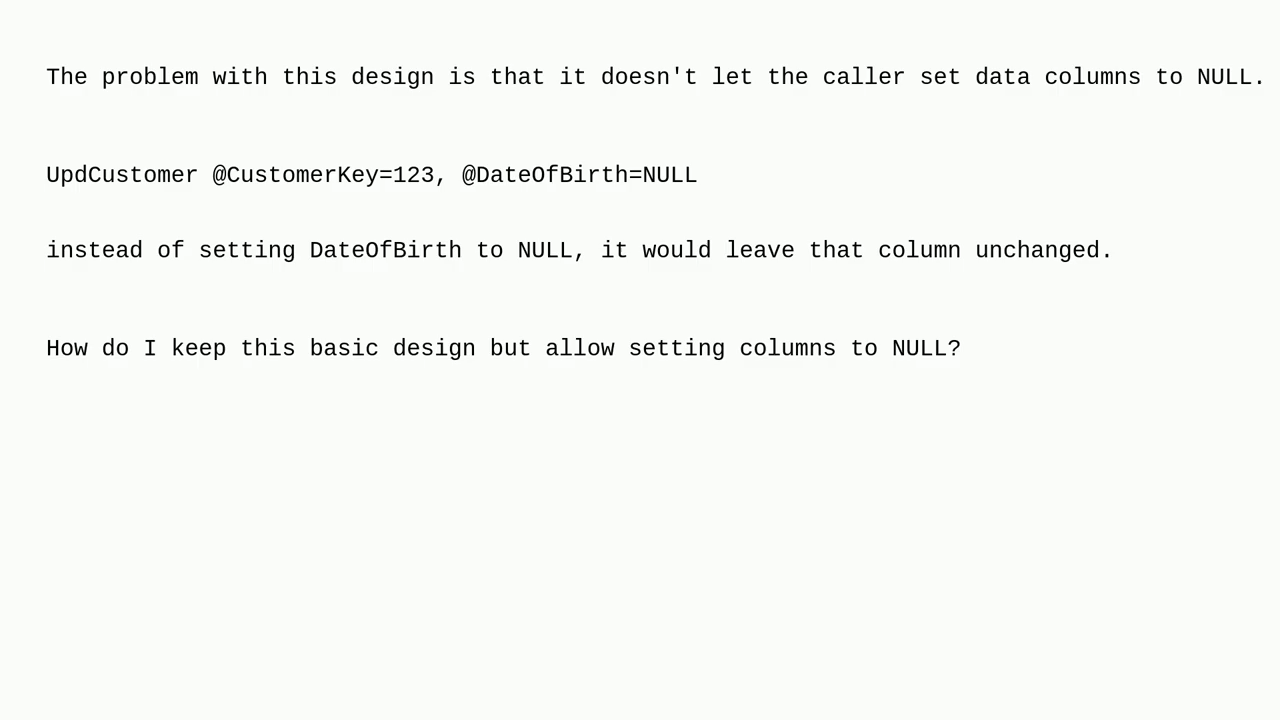 The problem with this design is that it doesn't let the caller set data columns to NULL.
UpdCustomer @CustomerKey=123, @DateOfBirth=NULL
instead of setting DateOfBirth to NULL, it would leave that column unchanged.
How do I keep this basic design but allow setting columns to NULL?